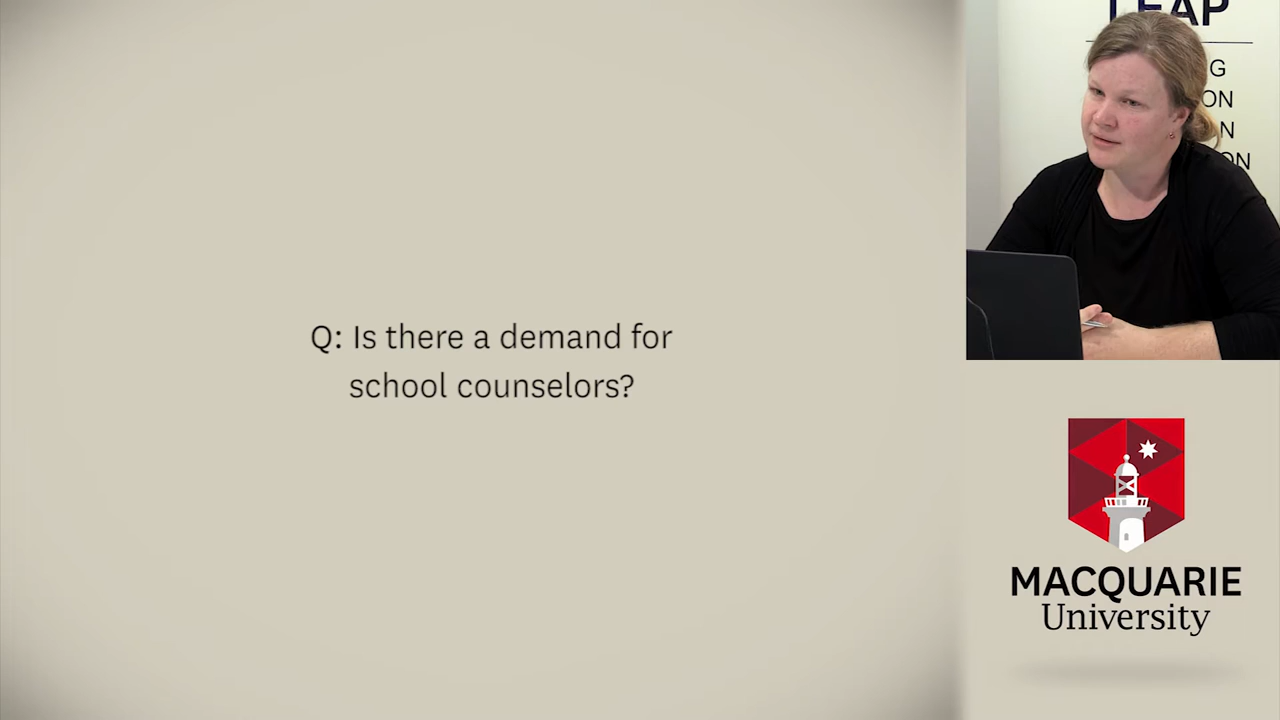 Q: Is there a demand for
school counselors?
LEAP
G
ON
N
ON
MACQUARIE
University